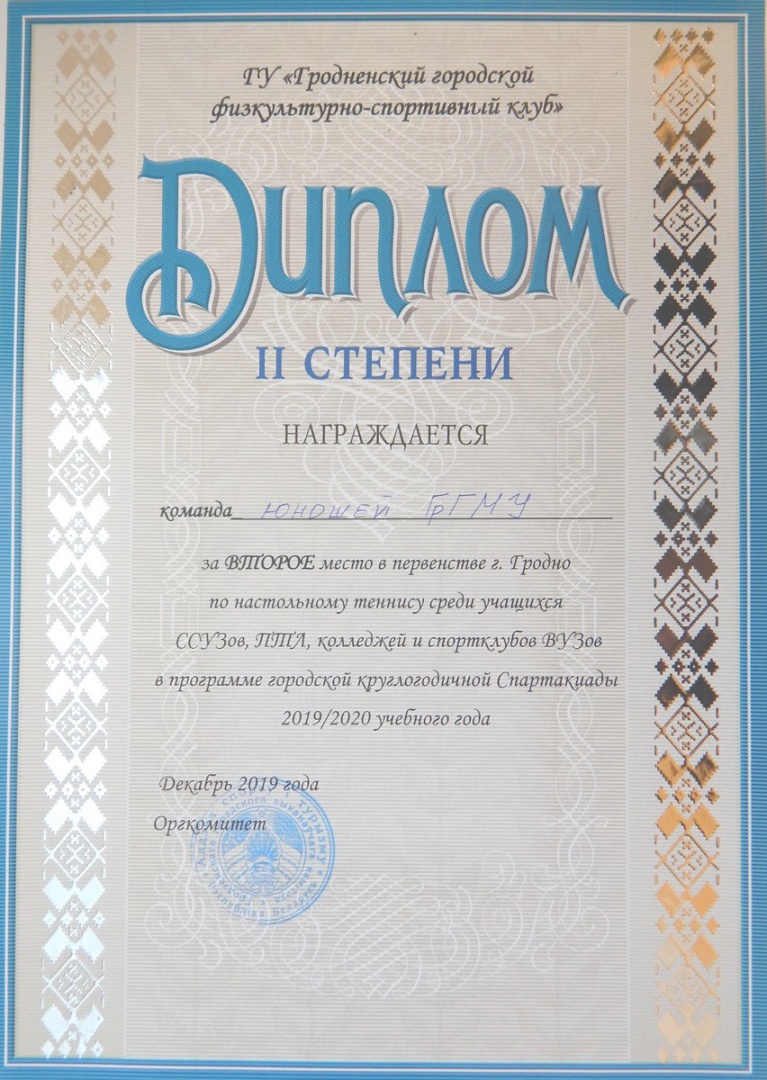 ГУ «Гродненский городской
физкультурно-спортивный клуб»
Диплом
II СТЕПЕНИ
НАГРАЖДАЕТСЯ
команда юношей ГрГМУ
за ВТОРОЕ место в первенстве г. Гродно
по настольному теннису среди учащихся
ССУЗов, ПТЛ, колледжей и спортклубов ВУЗов
в программе городской круглогодичной Спартакиады
2019/2020 учебного года
Декабрь 2019 года
Оргкомитет